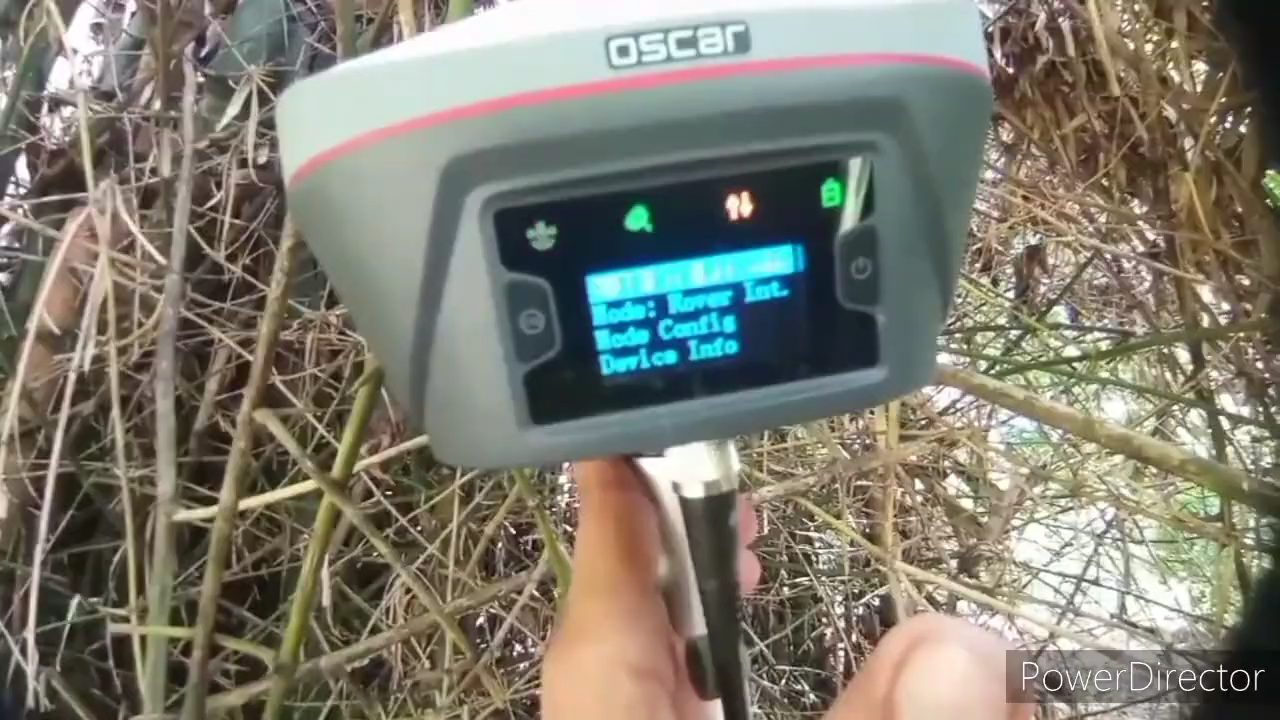 oscar
Mode: Rover Int.
Mode Config
Device Info
PowerDirector